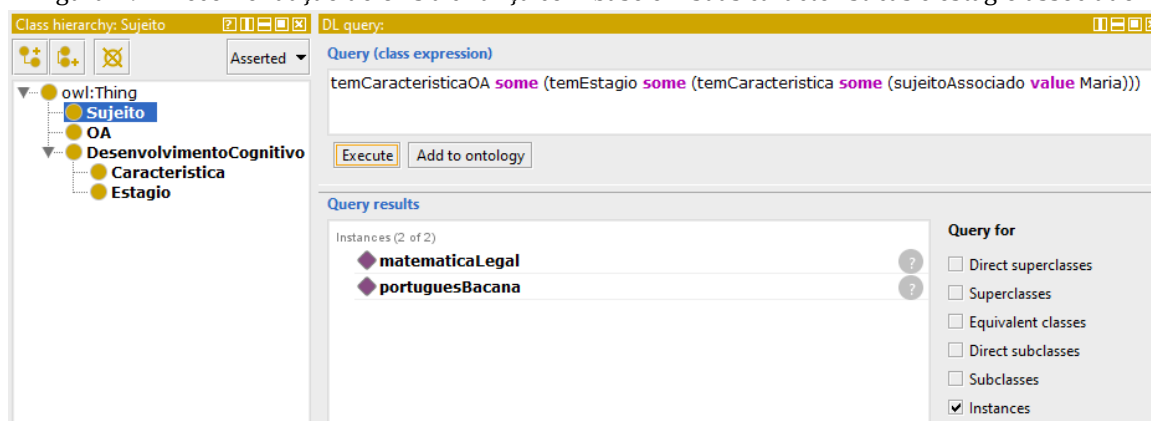 Class hierarchy: Sujeito
Asserted
owl:Thing
Sujeito
OA
DesenvolvimentoCognitivo
Caracteristica
Estagio
DL query:
Query (class expression)
temCaracteristicaOA some (temEstagio some (temCaracteristica some (sujeitoAssociado value Maria)))
Execute
Add to ontology
Query results
Instances (2 of 2)
matematicaLegal
?
portuguesBacana
?
Query for
Direct superclasses
Superclasses
Equivalent classes
Direct subclasses
Subclasses
Instances